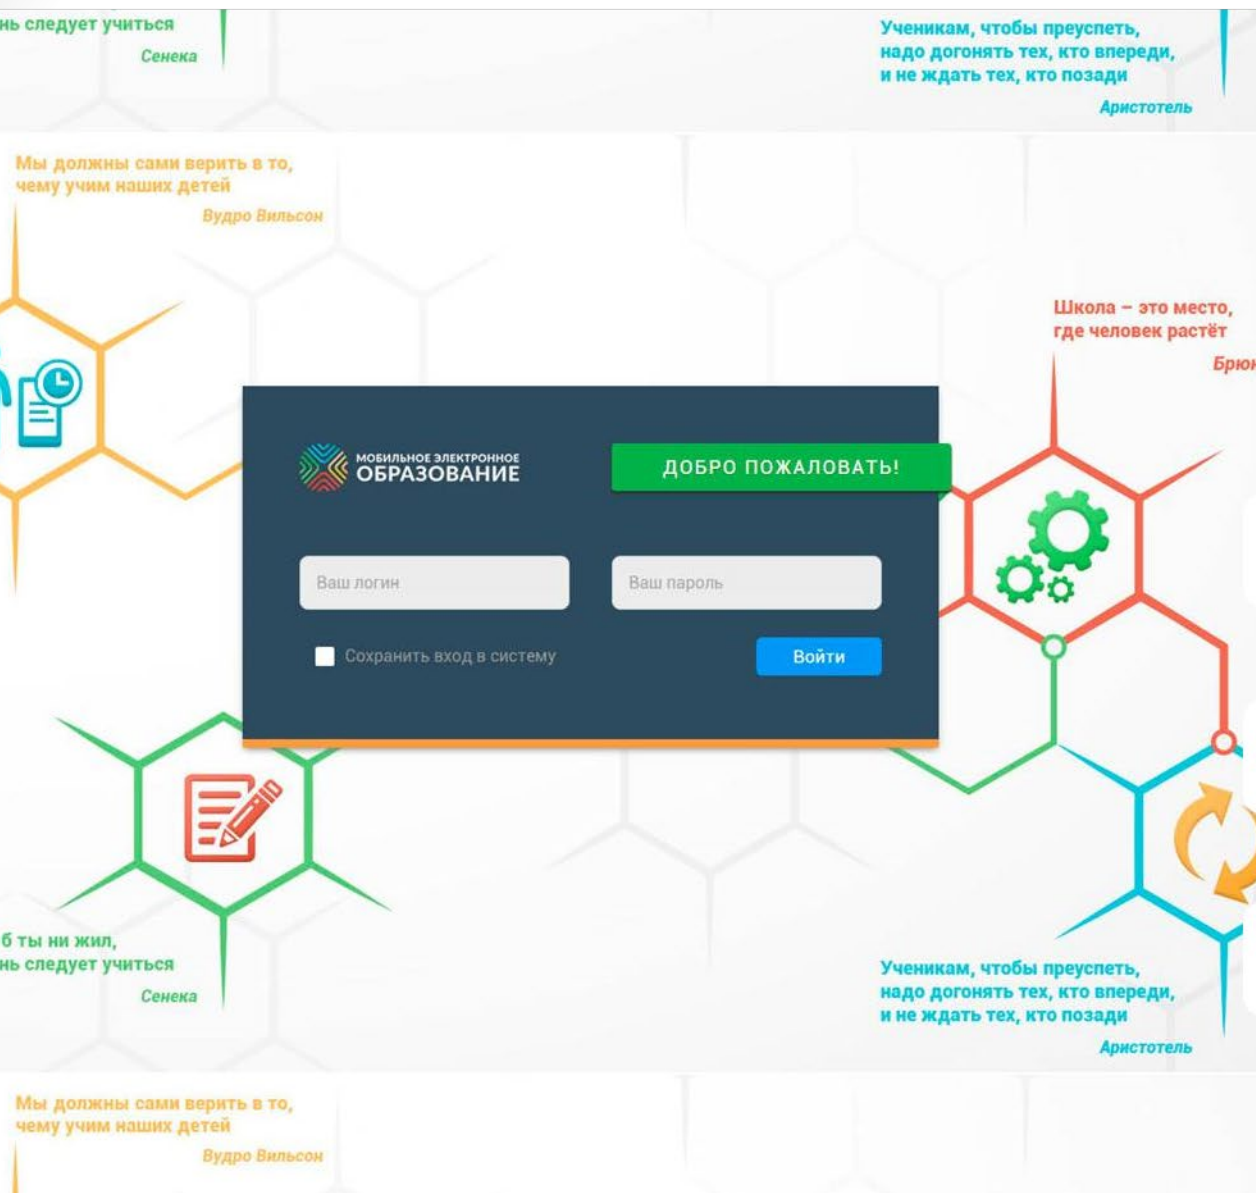 нь следует учиться
Сенека
Ученикам, чтобы преуспеть,
надо догонять тех, кто впереди,
и не ждать тех, кто позади
Аристотель
Мы должны сами верить в то,
чему учим наших детей
Вудро Вильсон
Школа – это место,
где человек растёт
Брюн
МОБИЛЬНОЕ ЭЛЕКТРОННОЕ
ОБРАЗОВАНИЕ
ДОБРО ПОЖАЛОВАТЬ!
Ваш логин
Ваш пароль
Сохранить вход в систему
Войти
б ты ни жил,
нь следует учиться
Сенека
Ученикам, чтобы преуспеть,
надо догонять тех, кто впереди,
и не ждать тех, кто позади
Аристотель
Мы должны сами верить в то,
чему учим наших детей
Вудро Вильсон